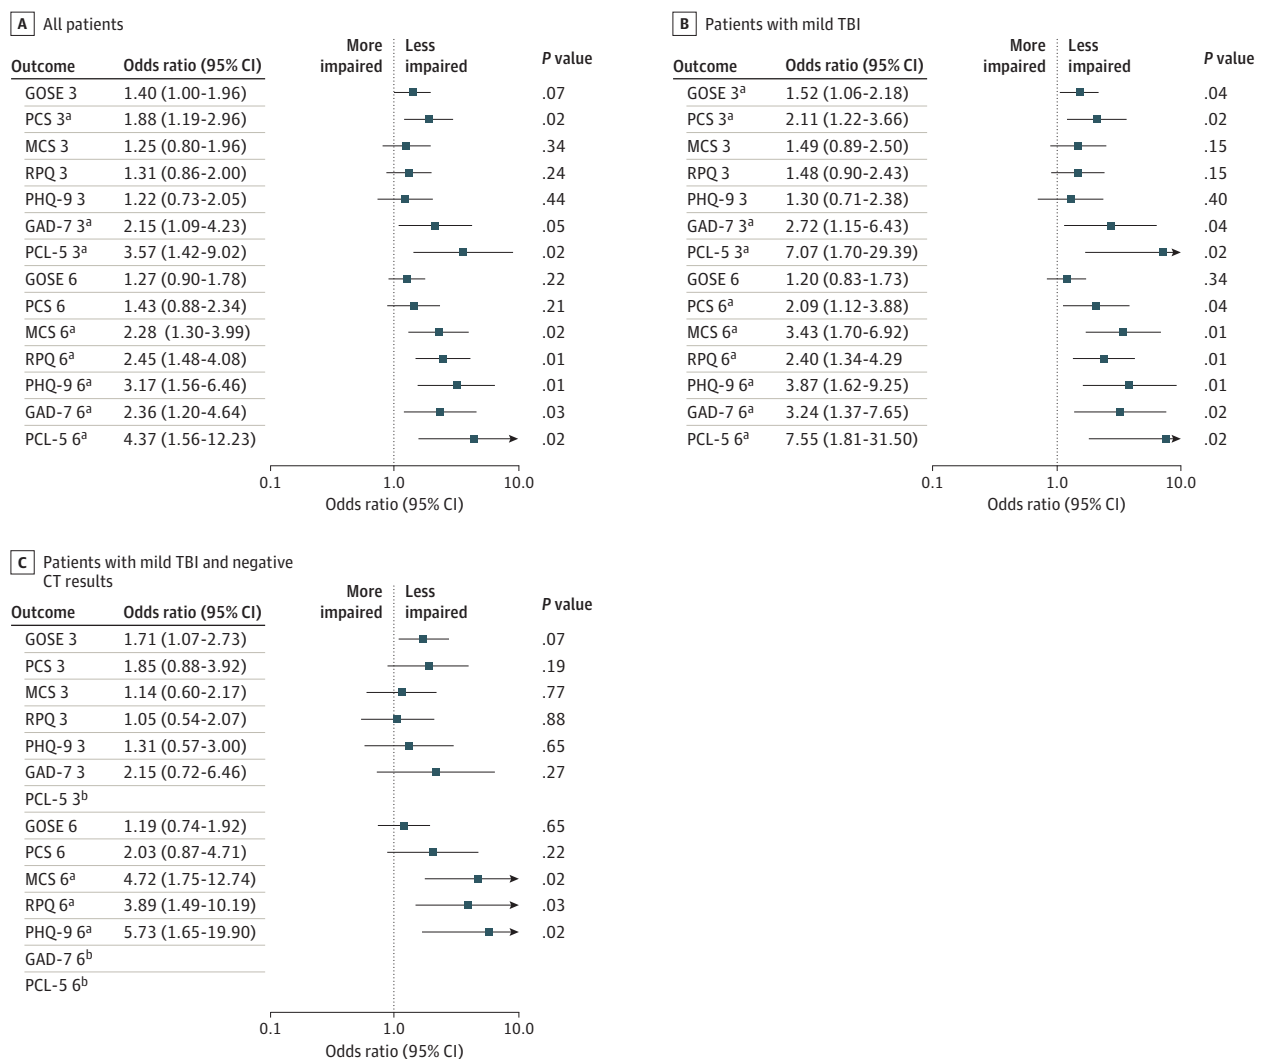 A All patients
More Less
Outcome Odds ratio (95% CI) impaired impaired P value
GOSE 3 1.40 (1.00-1.96) .07
PCS 3a 1.88 (1.19-2.96) .02
MCS 3 1.25 (0.80-1.96) .34
RPQ 3 1.31 (0.86-2.00) .24
PHQ-9 3 1.22 (0.73-2.05) .44
GAD-7 3a 2.15 (1.09-4.23) .05
PCL-5 3a 3.57 (1.42-9.02) .02
GOSE 6 1.27 (0.90-1.78) .22
PCS 6 1.43 (0.88-2.34) .21
MCS 6a 2.28 (1.30-3.99) .02
RPQ 6a 2.45 (1.48-4.08) .01
PHQ-9 6a 3.17 (1.56-6.46) .01
GAD-7 6a 2.36 (1.20-4.64) .03
PCL-5 6a 4.37 (1.56-12.23) .02
0.1 1.0 10.0
Odds ratio (95% CI)
B Patients with mild TBI
More Less
Outcome Odds ratio (95% CI) impaired impaired P value
GOSE 3a 1.52 (1.06-2.18) .04
PCS 3a 2.11 (1.22-3.66) .02
MCS 3 1.49 (0.89-2.50) .15
RPQ 3 1.48 (0.90-2.43) .15
PHQ-9 3 1.30 (0.71-2.38) .40
GAD-7 3a 2.72 (1.15-6.43) .04
PCL-5 3a 7.07 (1.70-29.39) .02
GOSE 6 1.20 (0.83-1.73) .34
PCS 6a 2.09 (1.12-3.88) .04
MCS 6a 3.43 (1.70-6.92) .01
RPQ 6a 2.40 (1.34-4.29 .01
PHQ-9 6a 3.87 (1.62-9.25) .01
GAD-7 6a 3.24 (1.37-7.65) .02
PCL-5 6a 7.55 (1.81-31.50) .02
0.1 1.0 10.0
Odds ratio (95% CI)
C Patients with mild TBI and negative
CT results
More Less
Outcome Odds ratio (95% CI) impaired impaired P value
GOSE 3 1.71 (1.07-2.73) .07
PCS 3 1.85 (0.88-3.92) .19
MCS 3 1.14 (0.60-2.17) .77
RPQ 3 1.05 (0.54-2.07) .88
PHQ-9 3 1.31 (0.57-3.00) .65
GAD-7 3 2.15 (0.72-6.46) .27
PCL-5 3b
GOSE 6 1.19 (0.74-1.92) .65
PCS 6 2.03 (0.87-4.71) .22
MCS 6a 4.72 (1.75-12.74) .02
RPQ 6a 3.89 (1.49-10.19) .03
PHQ-9 6a 5.73 (1.65-19.90) .02
GAD-7 6b
PCL-5 6b
0.1 1.0 10.0
Odds ratio (95% CI)